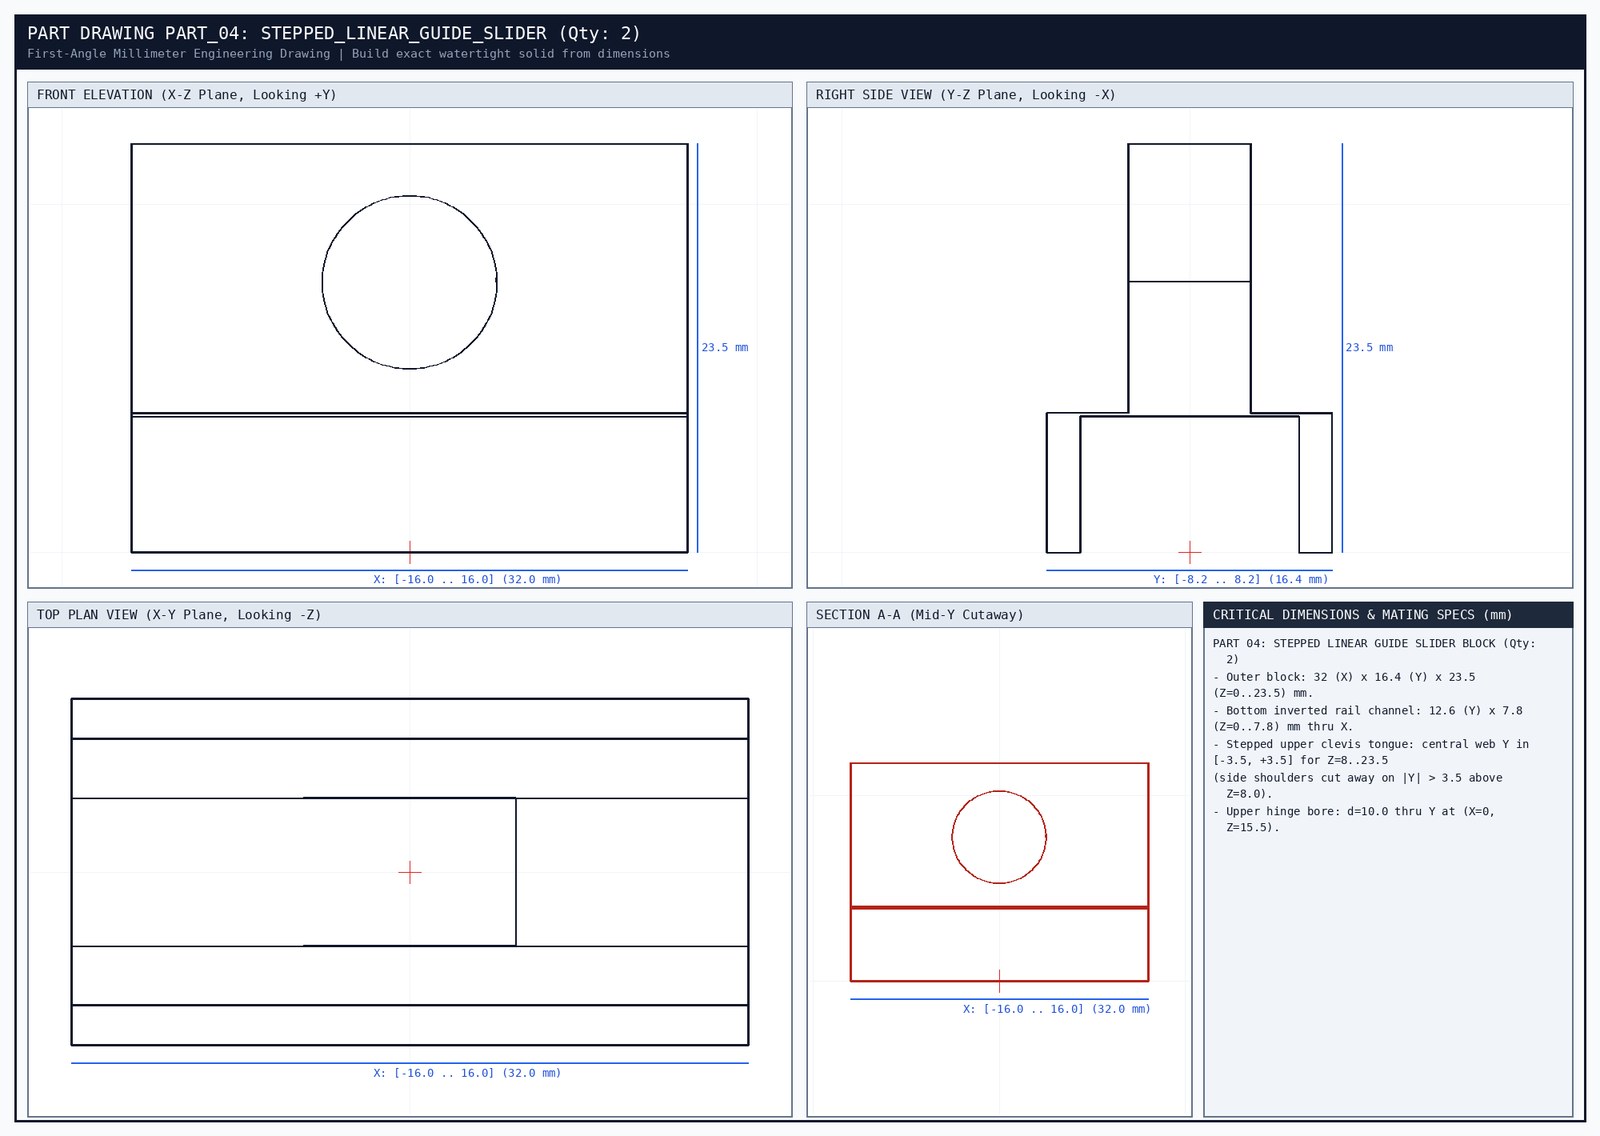 PART DRAWING PART_04: STEPPED_LINEAR_GUIDE_SLIDER (Qty: 2)
First-Angle Millimeter Engineering Drawing | Build exact watertight solid from dimensions
FRONT ELEVATION (X-Z Plane, Looking +Y)
23.5 mm
X: [-16.0 .. 16.0] (32.0 mm)
RIGHT SIDE VIEW (Y-Z Plane, Looking -X)
23.5 mm
Y: [-8.2 .. 8.2] (16.4 mm)
TOP PLAN VIEW (X-Y Plane, Looking -Z)
X: [-16.0 .. 16.0] (32.0 mm)
SECTION A-A (Mid-Y Cutaway)
X: [-16.0 .. 16.0] (32.0 mm)
CRITICAL DIMENSIONS & MATING SPECS (mm)
PART 04: STEPPED LINEAR GUIDE SLIDER BLOCK (Qty:
2)
- Outer block: 32 (X) x 16.4 (Y) x 23.5
(Z=0..23.5) mm.
- Bottom inverted rail channel: 12.6 (Y) x 7.8
(Z=0..7.8) mm thru X.
- Stepped upper clevis tongue: central web Y in
[-3.5, +3.5] for Z=8..23.5
(side shoulders cut away on |Y| > 3.5 above
Z=8.0).
- Upper hinge bore: d=10.0 thru Y at (X=0,
Z=15.5).